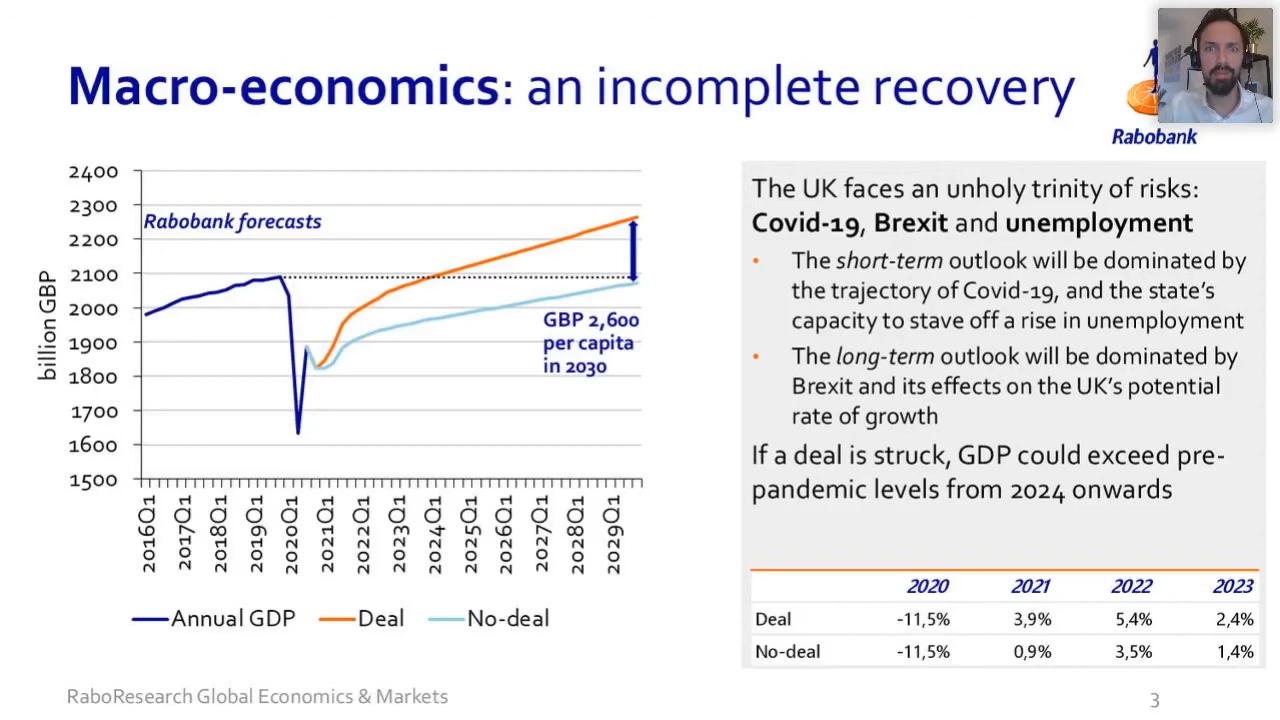 Macro-economics: an incomplete recovery
Rabobank
2400
2300
2200
2100
2000
1900
1800
1700
1600
1500
billion GBP
Rabobank forecasts
GBP 2,600
per capita
in 2030
2016Q1
2017Q1
2018Q1
2019Q1
2020Q1
2021Q1
2022Q1
2023Q1
2024Q1
2025Q1
2026Q1
2027Q1
2028Q1
2029Q1
Annual GDP Deal No-deal
The UK faces an unholy trinity of risks:
Covid-19, Brexit and unemployment
• The short-term outlook will be dominated by
the trajectory of Covid-19, and the state's
capacity to stave off a rise in unemployment
• The long-term outlook will be dominated by
Brexit and its effects on the UK's potential
rate of growth
If a deal is struck, GDP could exceed pre-
pandemic levels from 2024 onwards
2020 2021 2022 2023
Deal -11,5% 3,9% 5,4% 2,4%
No-deal -11,5% 0,9% 3,5% 1,4%
RaboResearch Global Economics & Markets
3